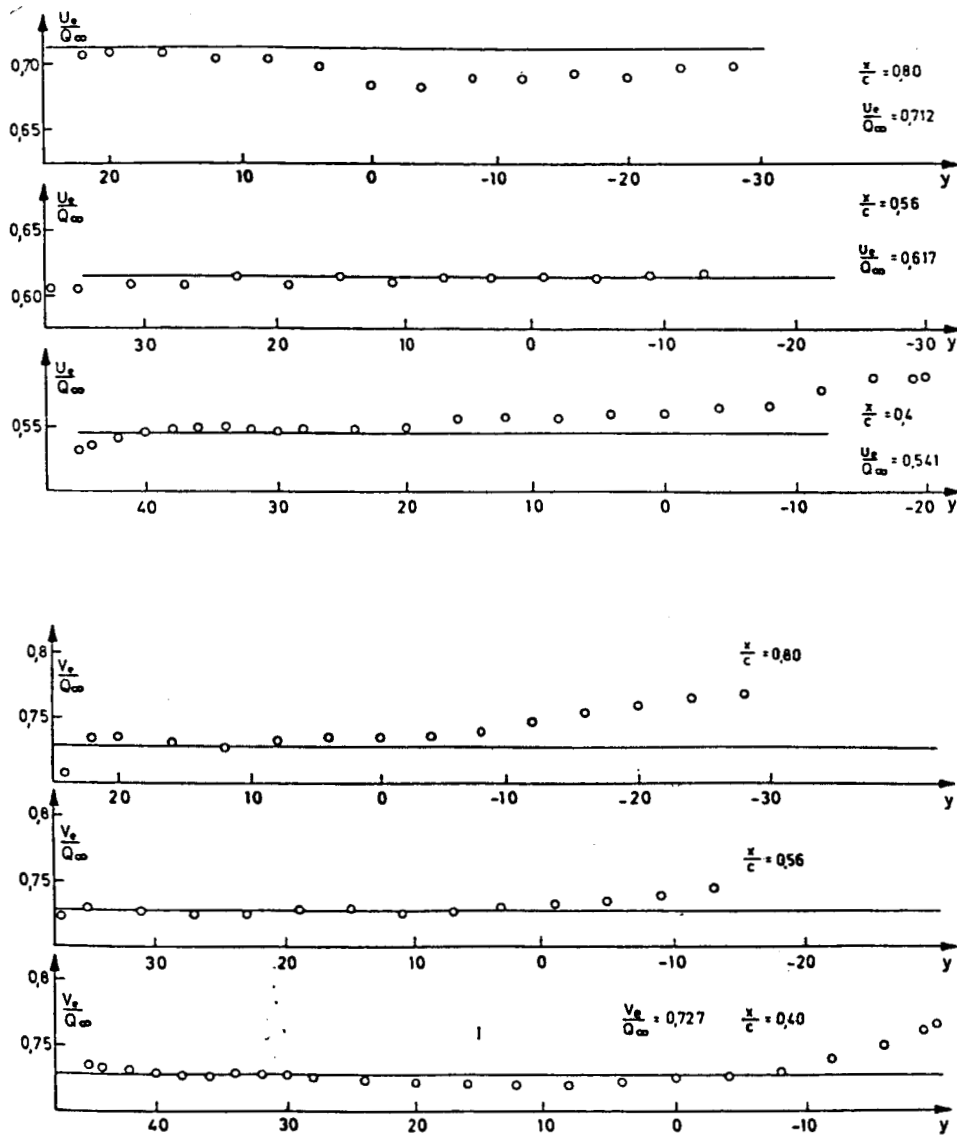 Ue/Q∞
0,70
0,65
x/c = 0,80
Ue/Q∞ = 0,712
20 10 0 -10 -20 -30 y
Ue/Q∞
0,65
0,60
x/c = 0,56
Ue/Q∞ = 0,617
30 20 10 0 -10 -20 -30 y
Ue/Q∞
0,55
x/c = 0,4
Ue/Q∞ = 0,541
40 30 20 10 0 -10 -20 y
0,8
Ve/Q∞
0,75
x/c = 0,80
20 10 0 -10 -20 -30 y
0,8
Ve/Q∞
0,75
x/c = 0,56
30 20 10 0 -10 -20 y
0,8
Ve/Q∞
0,75
Ve/Q∞ = 0,727 x/c = 0,40
I
40 30 20 10 0 -10 y